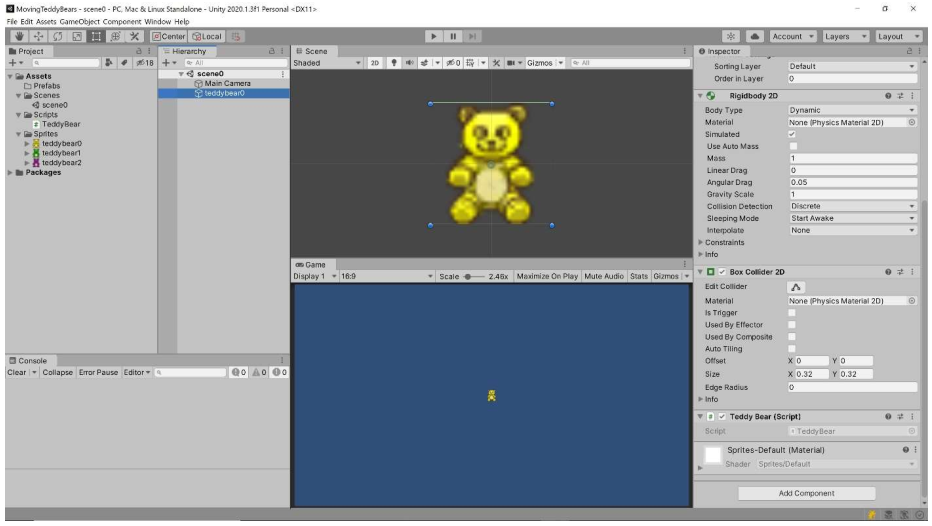 MovingTeddyBears - scene0 - PC, Mac & Linux Standalone - Unity 2020.1.3f1 Personal <DX11>
File Edit Assets GameObject Component Window Help
Center Local
Account Layers Layout
Project
18
Assets
Prefabs
Scenes
scene0
Scripts
TeddyBear
Sprites
teddybear0
teddybear1
teddybear2
Packages
Hierarchy
All
scene0
Main Camera
teddybear0
Scene
Shaded 2D 0 Gizmos All
Game
Display 1 16:9 Scale 2.46x Maximize On Play Mute Audio Stats Gizmos
Console
Clear Collapse Error Pause Editor 0 0 0
Inspector
Sorting Layer Default
Order in Layer 0
Rigidbody 2D
Body Type Dynamic
Material None (Physics Material 2D)
Simulated
Use Auto Mass
Mass 1
Linear Drag 0
Angular Drag 0.05
Gravity Scale 1
Collision Detection Discrete
Sleeping Mode Start Awake
Interpolate None
Constraints
Info
Box Collider 2D
Edit Collider
Material None (Physics Material 2D)
Is Trigger
Used By Effector
Used By Composite
Auto Tiling
Offset X 0 Y 0
Size X 0.32 Y 0.32
Edge Radius 0
Info
Teddy Bear (Script)
Script TeddyBear
Sprites-Default (Material)
Shader Sprites/Default
Add Component